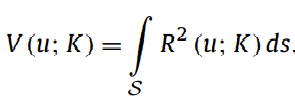 V (u; K) = ∫_𝒮 R² (u; K) ds.